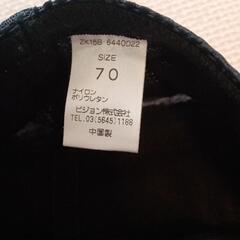 ZK15B 6440022
SIZE
70
ナイロン
ポリウレタン
ピジョン株式会社
TEL.03(5645)1188
中国製